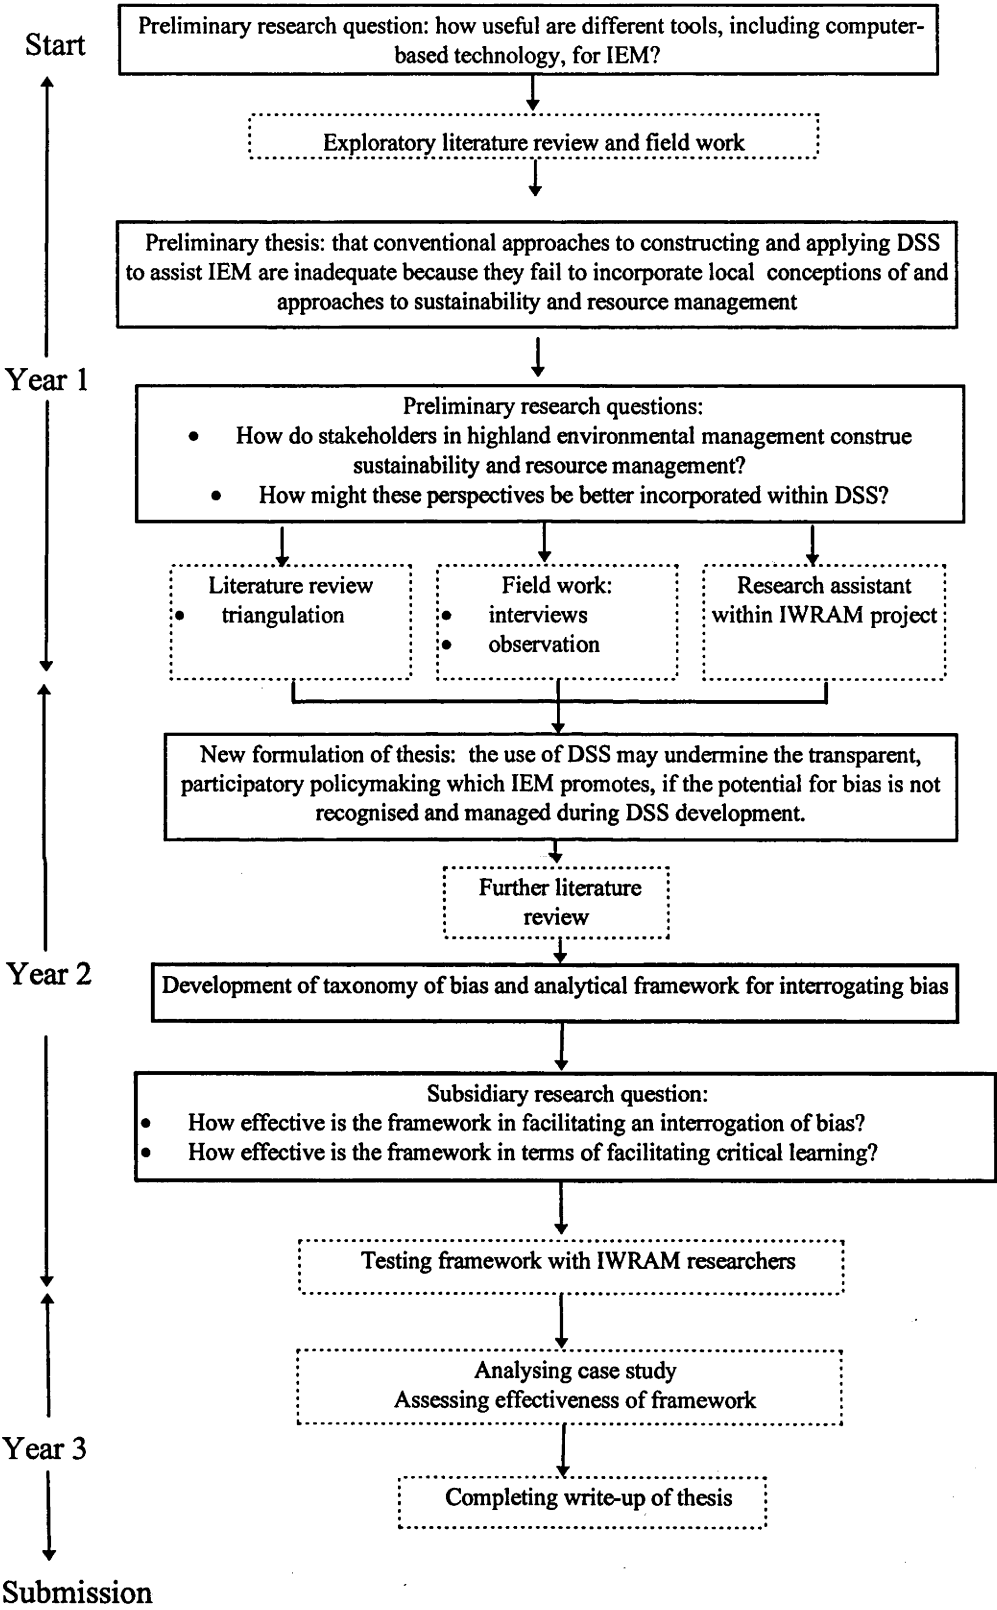 Start
Preliminary research question: how useful are different tools, including computer-
based technology, for IEM?
Exploratory literature review and field work
Preliminary thesis: that conventional approaches to constructing and applying DSS
to assist IEM are inadequate because they fail to incorporate local conceptions of and
approaches to sustainability and resource management
Year 1
Preliminary research questions:
• How do stakeholders in highland environmental management construe
sustainability and resource management?
• How might these perspectives be better incorporated within DSS?
Literature review
• triangulation
Field work:
• interviews
• observation
Research assistant
within IWRAM project
New formulation of thesis: the use of DSS may undermine the transparent,
participatory policymaking which IEM promotes, if the potential for bias is not
recognised and managed during DSS development.
Further literature
review
Year 2
Development of taxonomy of bias and analytical framework for interrogating bias
Subsidiary research question:
• How effective is the framework in facilitating an interrogation of bias?
• How effective is the framework in terms of facilitating critical learning?
Testing framework with IWRAM researchers
Analysing case study
Assessing effectiveness of framework
Year 3
Completing write-up of thesis
Submission